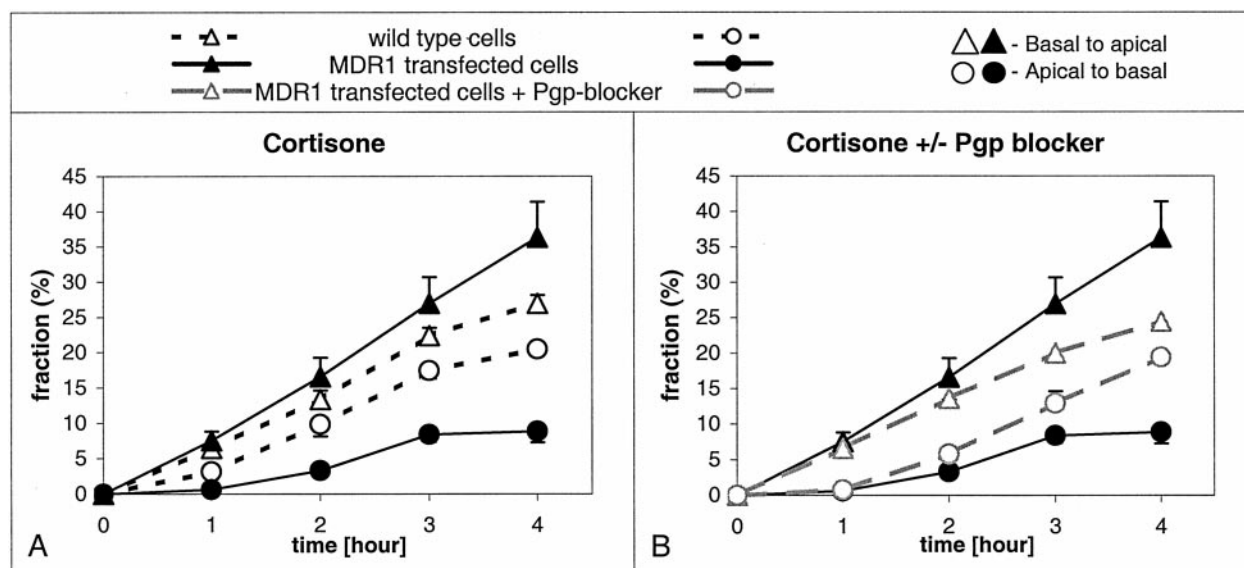 wild type cells
MDR1 transfected cells
MDR1 transfected cells + Pgp-blocker
- Basal to apical
- Apical to basal
Cortisone
45
40
35
30
25
20
15
10
5
0
fraction (%)
0 1 2 3 4
time [hour]
A
Cortisone +/- Pgp blocker
45
40
35
30
25
20
15
10
5
0
fraction (%)
0 1 2 3 4
time [hour]
B